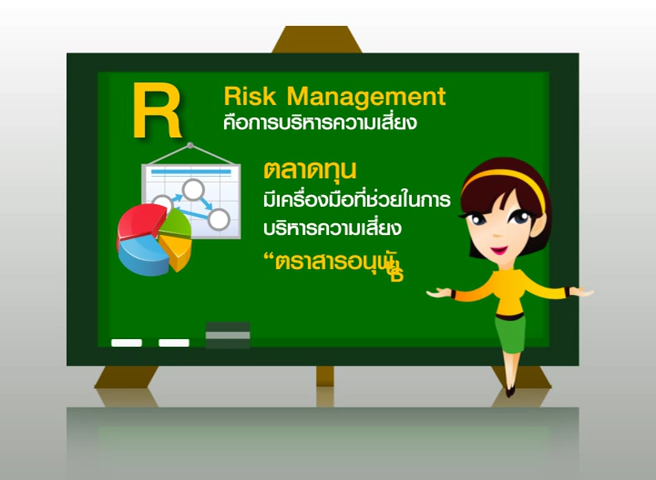 R
Risk Management
คือการบริหารความเสี่ยง
ตลาดทุน
มีเครื่องมือที่ช่วยในการ
บริหารความเสี่ยง